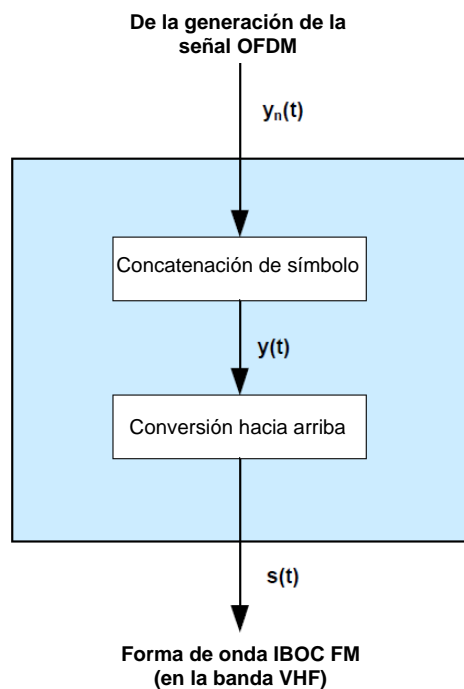 De la generación de la
señal OFDM
yn(t)
Concatenación de símbolo
y(t)
Conversión hacia arriba
s(t)
Forma de onda IBOC FM
(en la banda VHF)